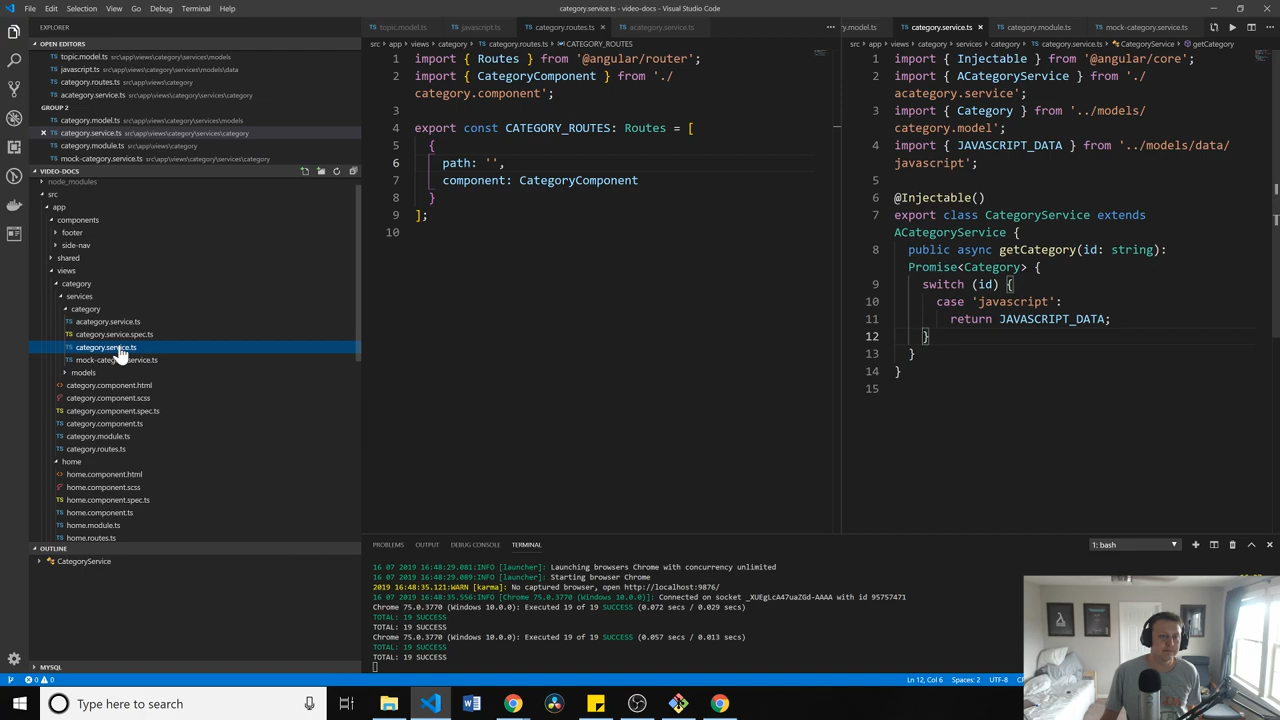 File Edit Selection View Go Debug Terminal Help
category.service.ts - video-docs - Visual Studio Code
EXPLORER
OPEN EDITORS
topic.model.ts src\app\views\category\services\models
javascript.ts src\app\views\category\services\models\data
category.routes.ts src\app\views\category
acategory.service.ts src\app\views\category\services\category
GROUP 2
category.model.ts src\app\views\category\services\models
category.service.ts src\app\views\category\services\category
category.module.ts src\app\views\category
mock-category.service.ts src\app\views\category\services\category
VIDEO-DOCS
node_modules
src
app
components
footer
side-nav
shared
views
category
services
category
acategory.service.ts
category.service.spec.ts
category.service.ts
mock-category.service.ts
models
category.component.html
category.component.scss
category.component.spec.ts
category.component.ts
category.module.ts
category.routes.ts
home
home.component.html
home.component.scss
home.component.spec.ts
home.component.ts
home.module.ts
home.routes.ts
OUTLINE
CategoryService
MYSQL
topic.model.ts javascript.ts category.routes.ts acategory.service.ts
src app views category category.routes.ts CATEGORY_ROUTES
1 import { Routes } from '@angular/router';
2 import { CategoryComponent } from './
category.component';
3
4 export const CATEGORY_ROUTES: Routes = [
5 {
6 path: '',
7 component: CategoryComponent
8 }
9 ];
10
y.model.ts category.service.ts category.module.ts mock-category.service.ts
src app views category services category category.service.ts CategoryService getCategory
1 import { Injectable } from '@angular/core';
2 import { ACategoryService } from './
acategory.service';
3 import { Category } from '../models/
category.model';
4 import { JAVASCRIPT_DATA } from '../models/data/
javascript';
5
6 @Injectable()
7 export class CategoryService extends
ACategoryService {
8 public async getCategory(id: string):
Promise<Category> {
9 switch (id) {
10 case 'javascript':
11 return JAVASCRIPT_DATA;
12 }
13 }
14 }
15
PROBLEMS OUTPUT DEBUG CONSOLE TERMINAL
1: bash
16 07 2019 16:48:29.081:INFO [launcher]: Launching browsers Chrome with concurrency unlimited
16 07 2019 16:48:29.089:INFO [launcher]: Starting browser Chrome
2019 16:48:35.121:WARN [karma]: No captured browser, open http://localhost:9876/
16 07 2019 16:48:35.556:INFO [Chrome 75.0.3770 (Windows 10.0.0)]: Connected on socket _XUEgLcA47uaZGd-AAAA with id 95757471
Chrome 75.0.3770 (Windows 10.0.0): Executed 19 of 19 SUCCESS (0.072 secs / 0.029 secs)
TOTAL: 19 SUCCESS
TOTAL: 19 SUCCESS
Chrome 75.0.3770 (Windows 10.0.0): Executed 19 of 19 SUCCESS (0.057 secs / 0.013 secs)
TOTAL: 19 SUCCESS
TOTAL: 19 SUCCESS
0 0
Ln 12, Col 6 Spaces: 2 UTF-8
Type here to search